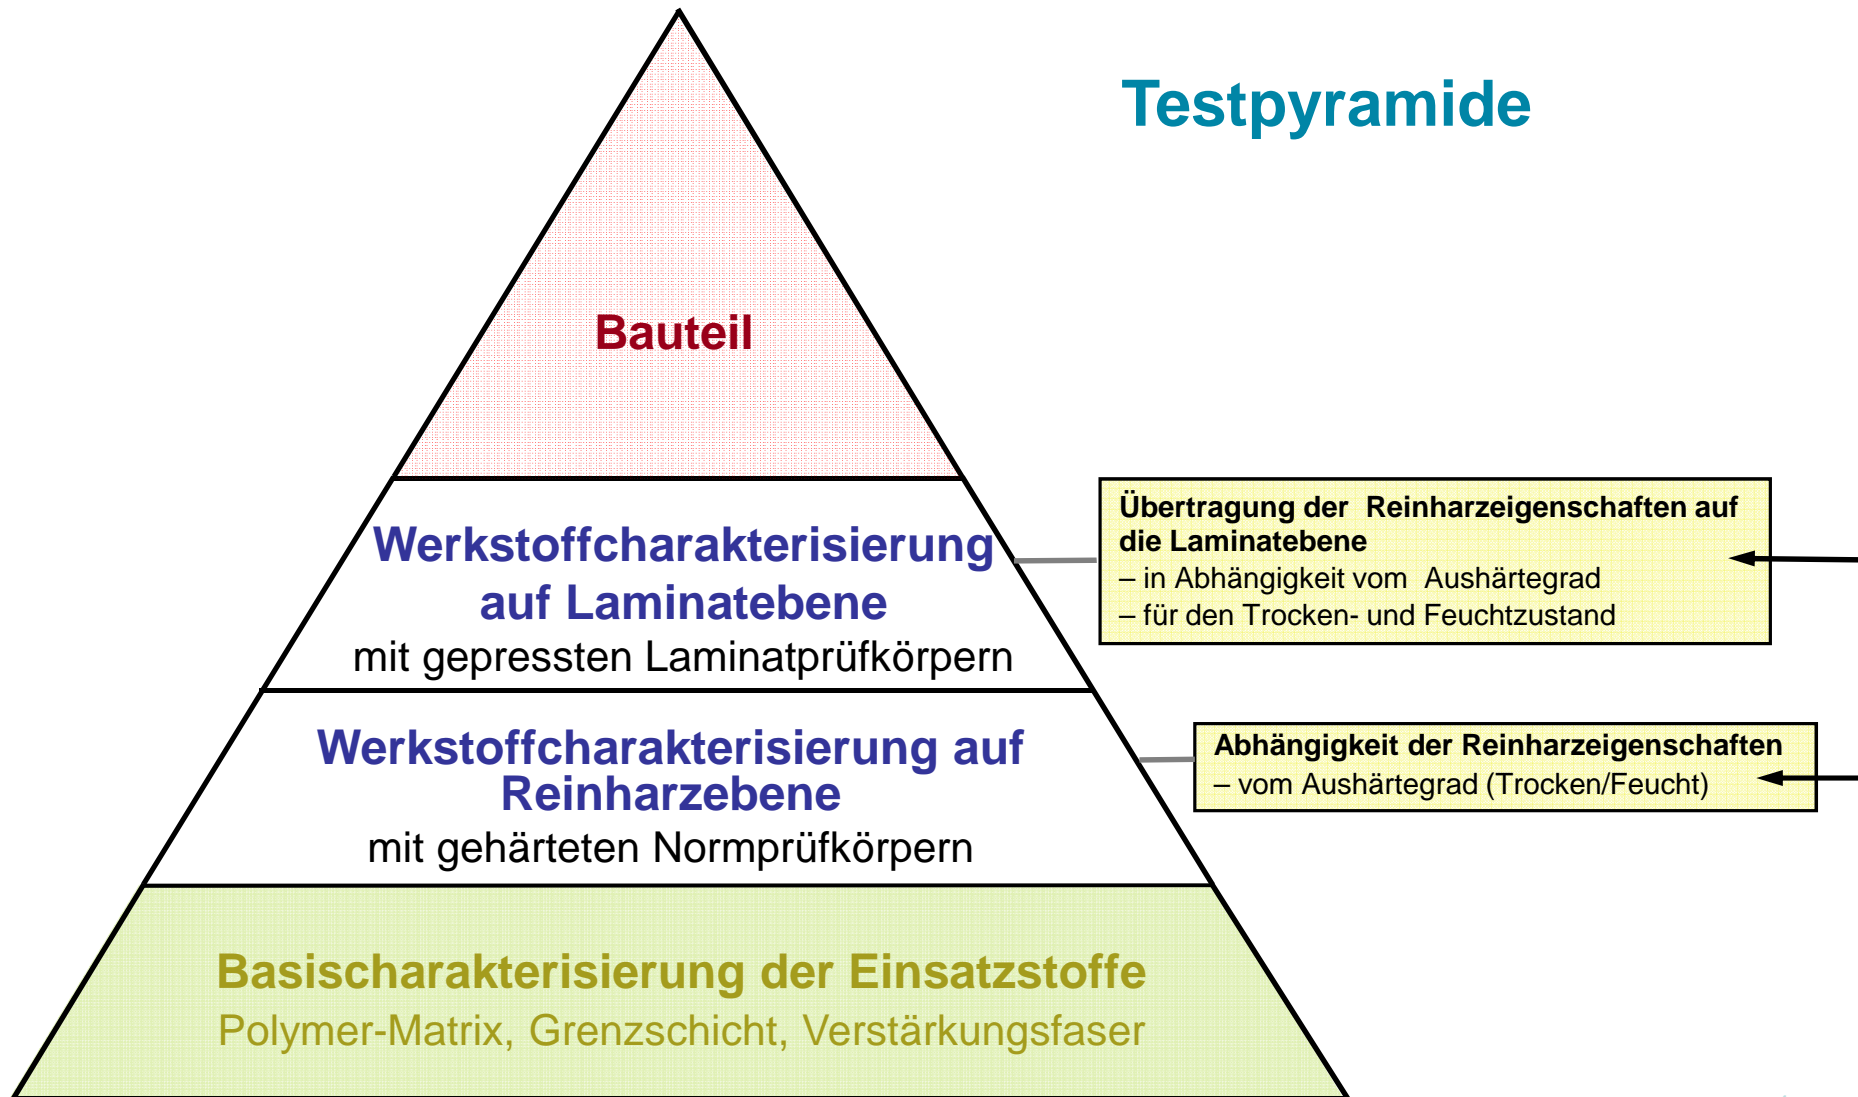 Testpyramide
Bauteil
Werkstoffcharakterisierung
auf Laminatebene
mit gepressten Laminatprüfkörpern
Übertragung der Reinharzeigenschaften auf
die Laminatebene
– in Abhängigkeit vom Aushärtegrad
– für den Trocken- und Feuchtzustand
Werkstoffcharakterisierung auf
Reinharzebene
mit gehärteten Normprüfkörpern
Abhängigkeit der Reinharzeigenschaften
– vom Aushärtegrad (Trocken/Feucht)
Basischarakterisierung der Einsatzstoffe
Polymer-Matrix, Grenzschicht, Verstärkungsfaser